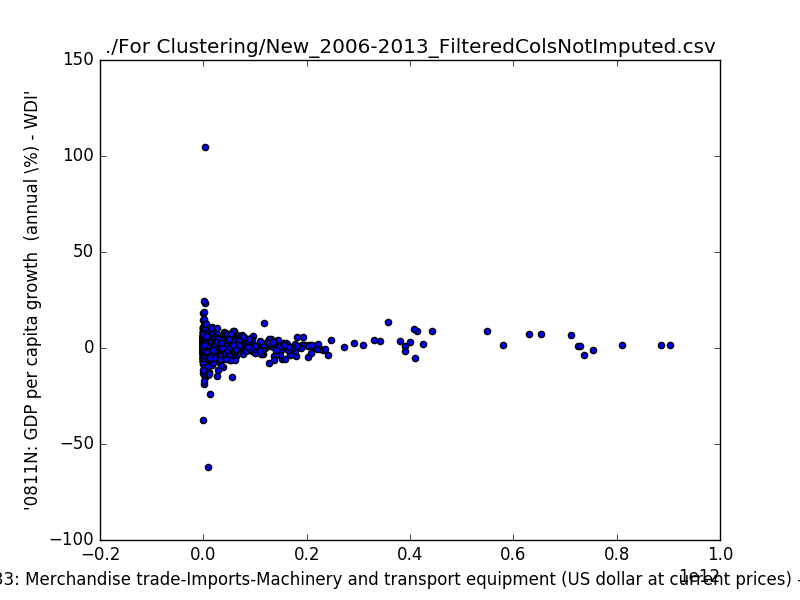 ./For Clustering/New_2006-2013_FilteredColsNotImputed.csv
'0811N: GDP per capita growth  (annual \%) - WDI'
150
100
50
0
−50
−100
−0.2 0.0 0.2 0.4 0.6 0.8 1.0
1e12
33: Merchandise trade-Imports-Machinery and transport equipment (US dollar at current prices) -